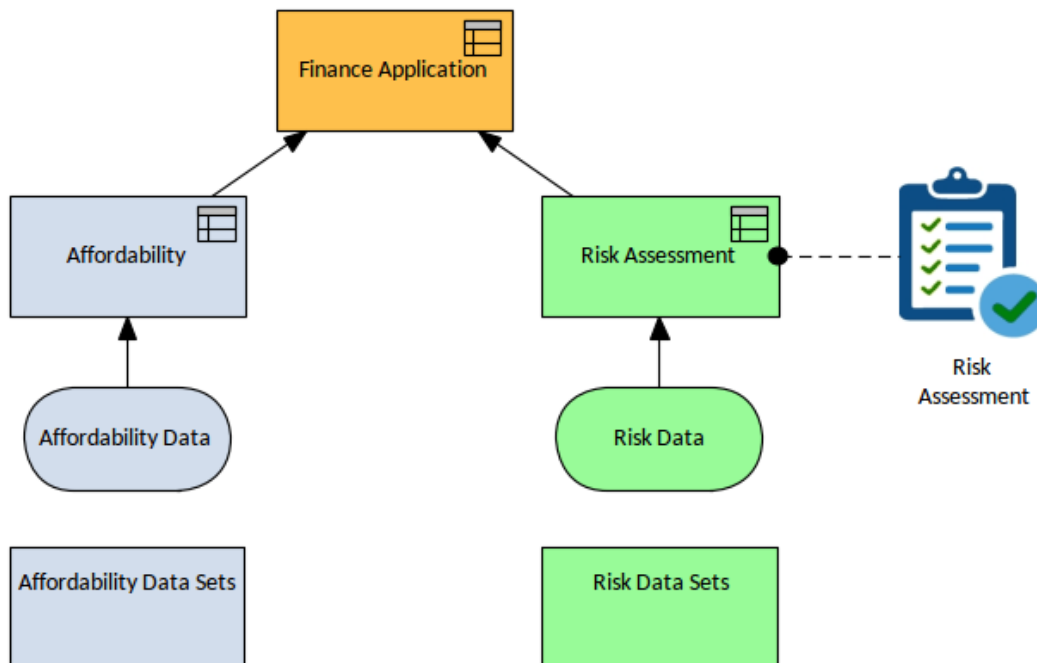 Finance Application
Affordability
Risk Assessment
Risk
Assessment
Affordability Data
Risk Data
Affordability Data Sets
Risk Data Sets